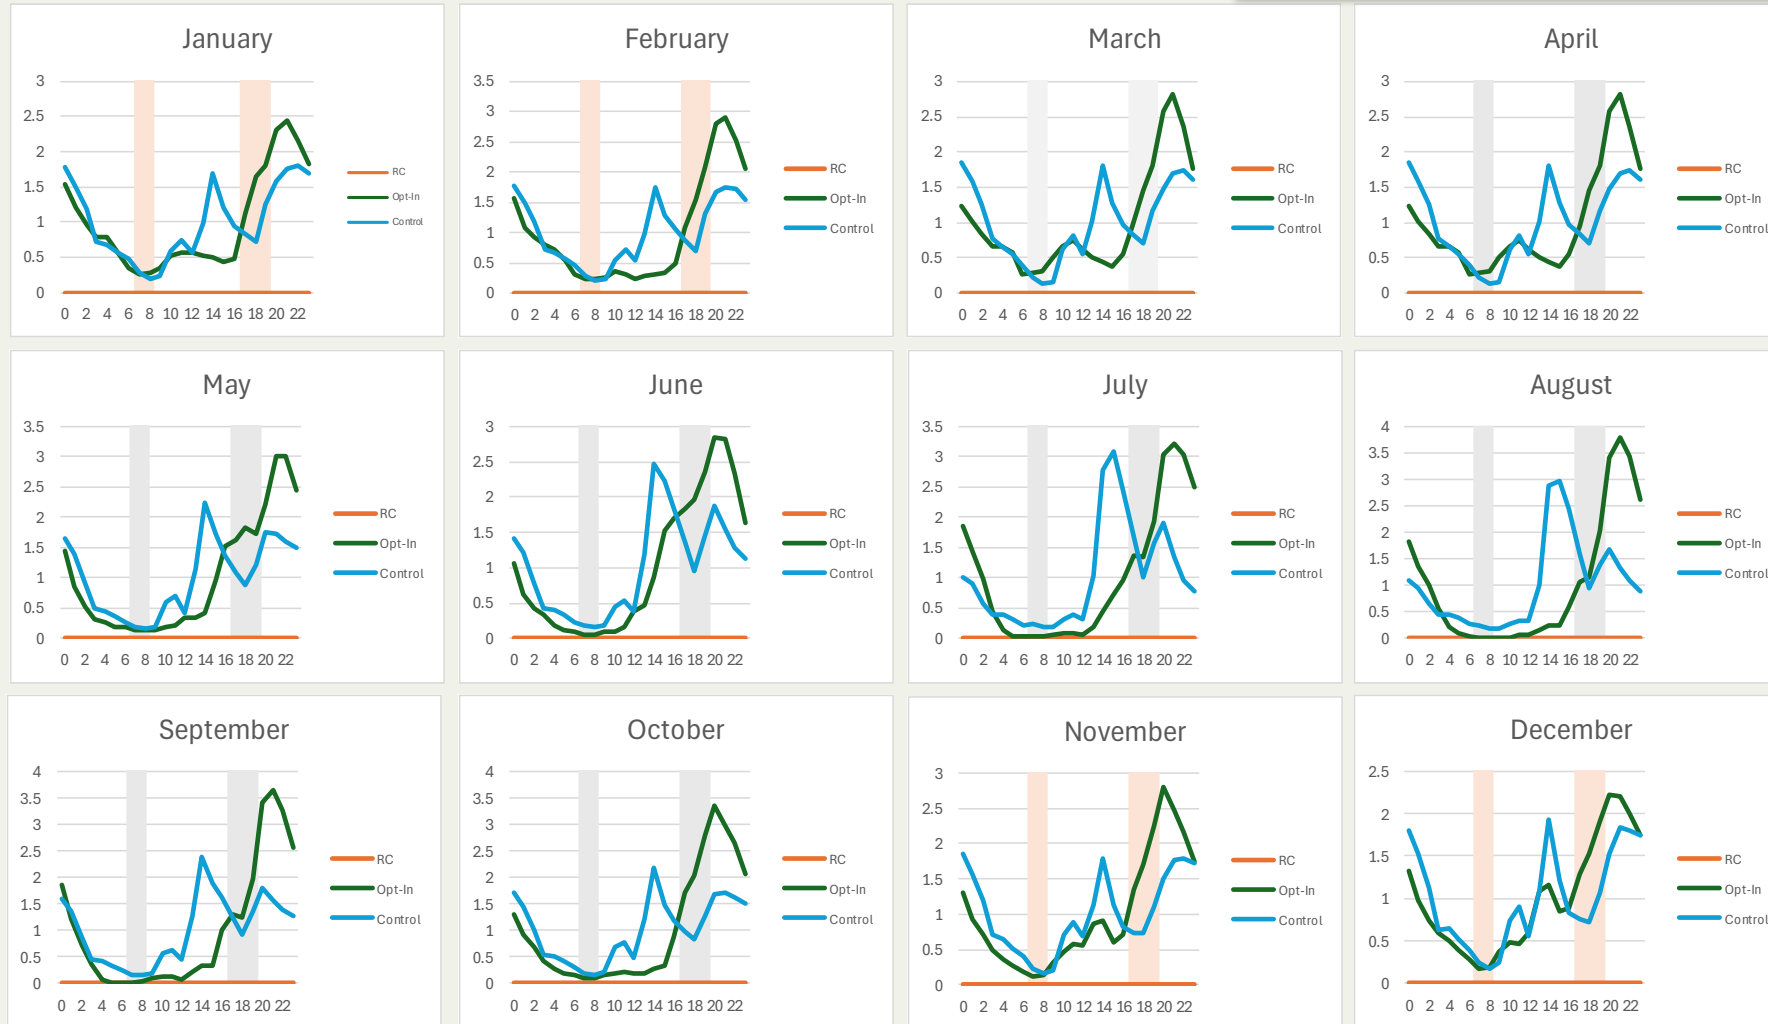 January
3
2.5
2
1.5
1
0.5
0
0 2 4 6 8 10 12 14 16 18 20 22
RC
Opt-In
Control
February
3.5
3
2.5
2
1.5
1
0.5
0
0 2 4 6 8 10 12 14 16 18 20 22
RC
Opt-In
Control
March
3
2.5
2
1.5
1
0.5
0
0 2 4 6 8 10 12 14 16 18 20 22
RC
Opt-In
Control
April
3
2.5
2
1.5
1
0.5
0
0 2 4 6 8 10 12 14 16 18 20 22
RC
Opt-In
Control
May
3.5
3
2.5
2
1.5
1
0.5
0
0 2 4 6 8 10 12 14 16 18 20 22
RC
Opt-In
Control
June
3
2.5
2
1.5
1
0.5
0
0 2 4 6 8 10 12 14 16 18 20 22
RC
Opt-In
Control
July
3.5
3
2.5
2
1.5
1
0.5
0
0 2 4 6 8 10 12 14 16 18 20 22
RC
Opt-In
Control
August
4
3.5
3
2.5
2
1.5
1
0.5
0
0 2 4 6 8 10 12 14 16 18 20 22
RC
Opt-In
Control
September
4
3.5
3
2.5
2
1.5
1
0.5
0
0 2 4 6 8 10 12 14 16 18 20 22
RC
Opt-In
Control
October
4
3.5
3
2.5
2
1.5
1
0.5
0
0 2 4 6 8 10 12 14 16 18 20 22
RC
Opt-In
Control
November
3
2.5
2
1.5
1
0.5
0
0 2 4 6 8 10 12 14 16 18 20 22
RC
Opt-In
Control
December
2.5
2
1.5
1
0.5
0
0 2 4 6 8 10 12 14 16 18 20 22
RC
Opt-In
Control